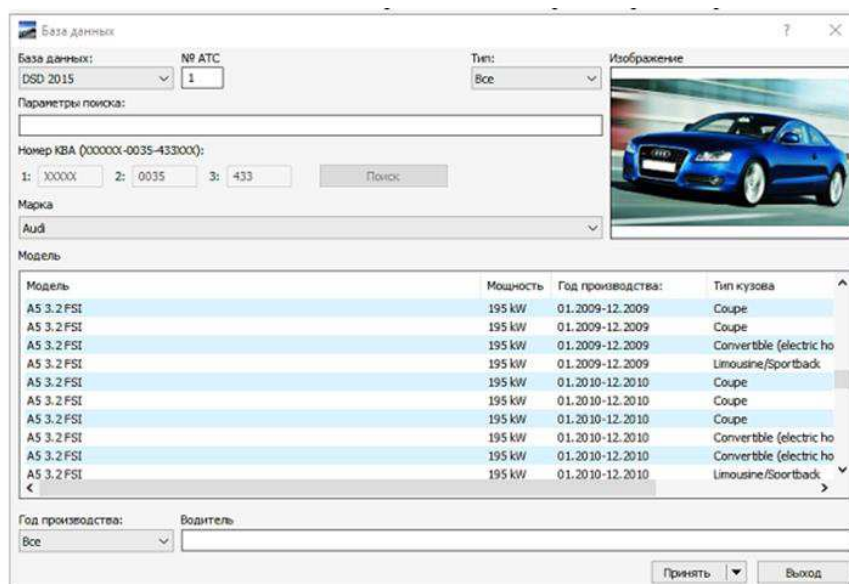 База данных
База данных: № АТС Тип: Изображение
DSD 2015 1 Все
Параметры поиска:
Номер КВА (XXXXXX-0035-433XXX):
1: XXXXX 2: 0035 3: 433 Поиск
Марка
Audi
Модель
Модель Мощность Год производства: Тип кузова
A5 3.2 FSI 195 kW 01.2009-12.2009 Coupe
A5 3.2 FSI 195 kW 01.2009-12.2009 Coupe
A5 3.2 FSI 195 kW 01.2009-12.2009 Convertible (electric ho
A5 3.2 FSI 195 kW 01.2009-12.2009 Limousine/Sportback
A5 3.2 FSI 195 kW 01.2010-12.2010 Coupe
A5 3.2 FSI 195 kW 01.2010-12.2010 Coupe
A5 3.2 FSI 195 kW 01.2010-12.2010 Coupe
A5 3.2 FSI 195 kW 01.2010-12.2010 Convertible (electric ho
A5 3.2 FSI 195 kW 01.2010-12.2010 Convertible (electric ho
A5 3.2 FSI 195 kW 01.2010-12.2010 Limousine/Sportback
Год производства: Водитель
Все
Принять Выход